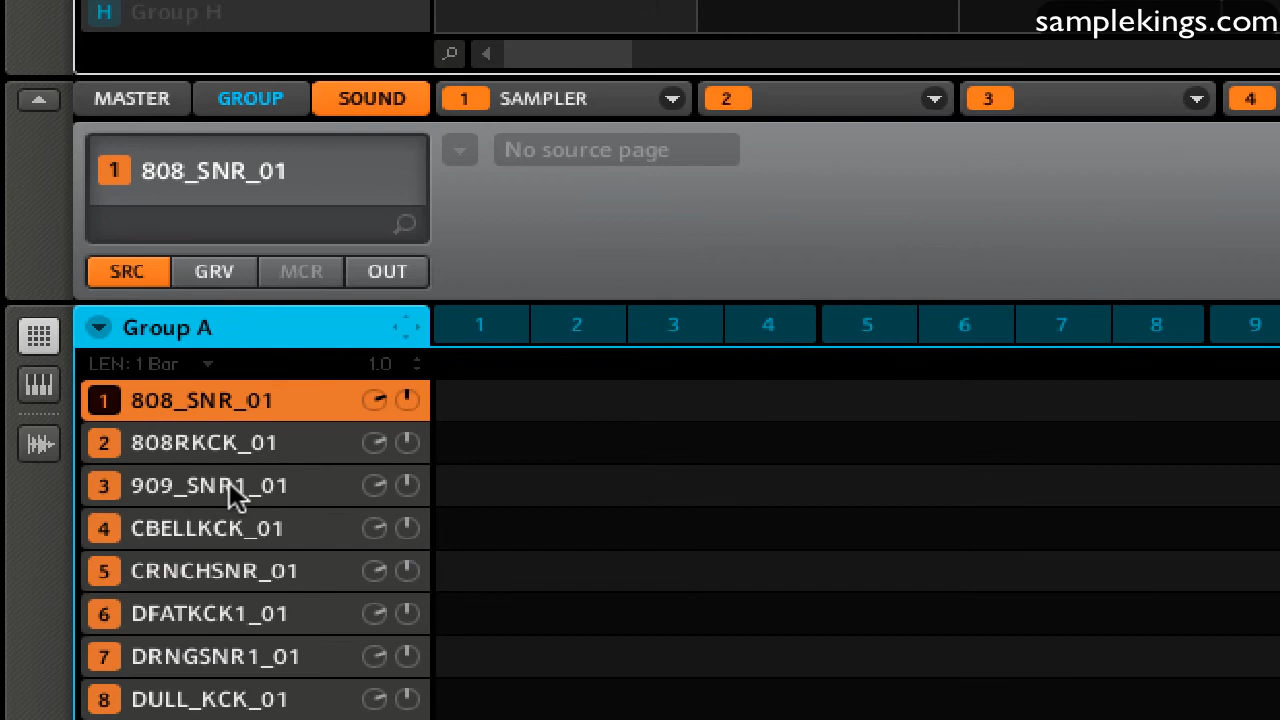 H Group H
samplekings.com
MASTER GROUP SOUND 1 SAMPLER 2 3 4
1 808_SNR_01 No source page
SRC GRV MCR OUT
Group A 1 2 3 4 5 6 7 8 9
LEN: 1 Bar 1.0
1 808_SNR_01
2 808RKCK_01
3 909_SNR1_01
4 CBELLKCK_01
5 CRNCHSNR_01
6 DFATKCK1_01
7 DRNGSNR1_01
8 DULL_KCK_01